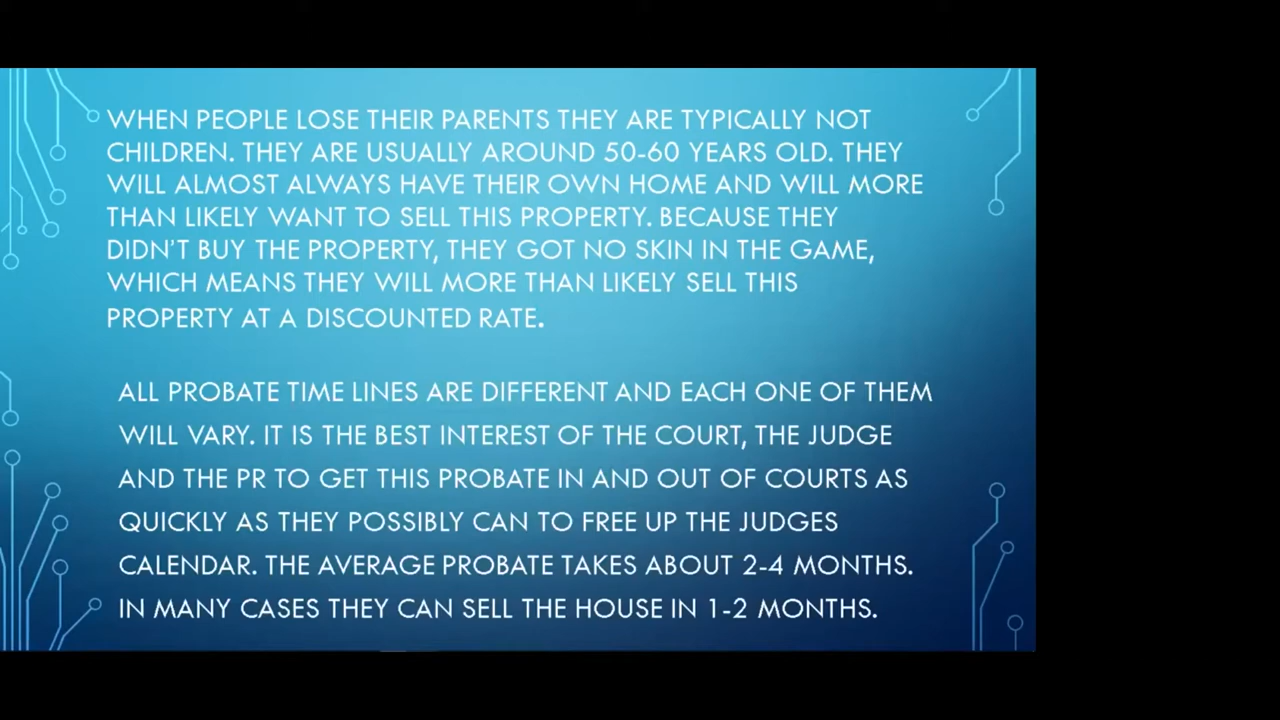 WHEN PEOPLE LOSE THEIR PARENTS THEY ARE TYPICALLY NOT
CHILDREN. THEY ARE USUALLY AROUND 50-60 YEARS OLD. THEY
WILL ALMOST ALWAYS HAVE THEIR OWN HOME AND WILL MORE
THAN LIKELY WANT TO SELL THIS PROPERTY. BECAUSE THEY
DIDN'T BUY THE PROPERTY, THEY GOT NO SKIN IN THE GAME,
WHICH MEANS THEY WILL MORE THAN LIKELY SELL THIS
PROPERTY AT A DISCOUNTED RATE.
ALL PROBATE TIME LINES ARE DIFFERENT AND EACH ONE OF THEM
WILL VARY. IT IS THE BEST INTEREST OF THE COURT, THE JUDGE
AND THE PR TO GET THIS PROBATE IN AND OUT OF COURTS AS
QUICKLY AS THEY POSSIBLY CAN TO FREE UP THE JUDGES
CALENDAR. THE AVERAGE PROBATE TAKES ABOUT 2-4 MONTHS.
IN MANY CASES THEY CAN SELL THE HOUSE IN 1-2 MONTHS.